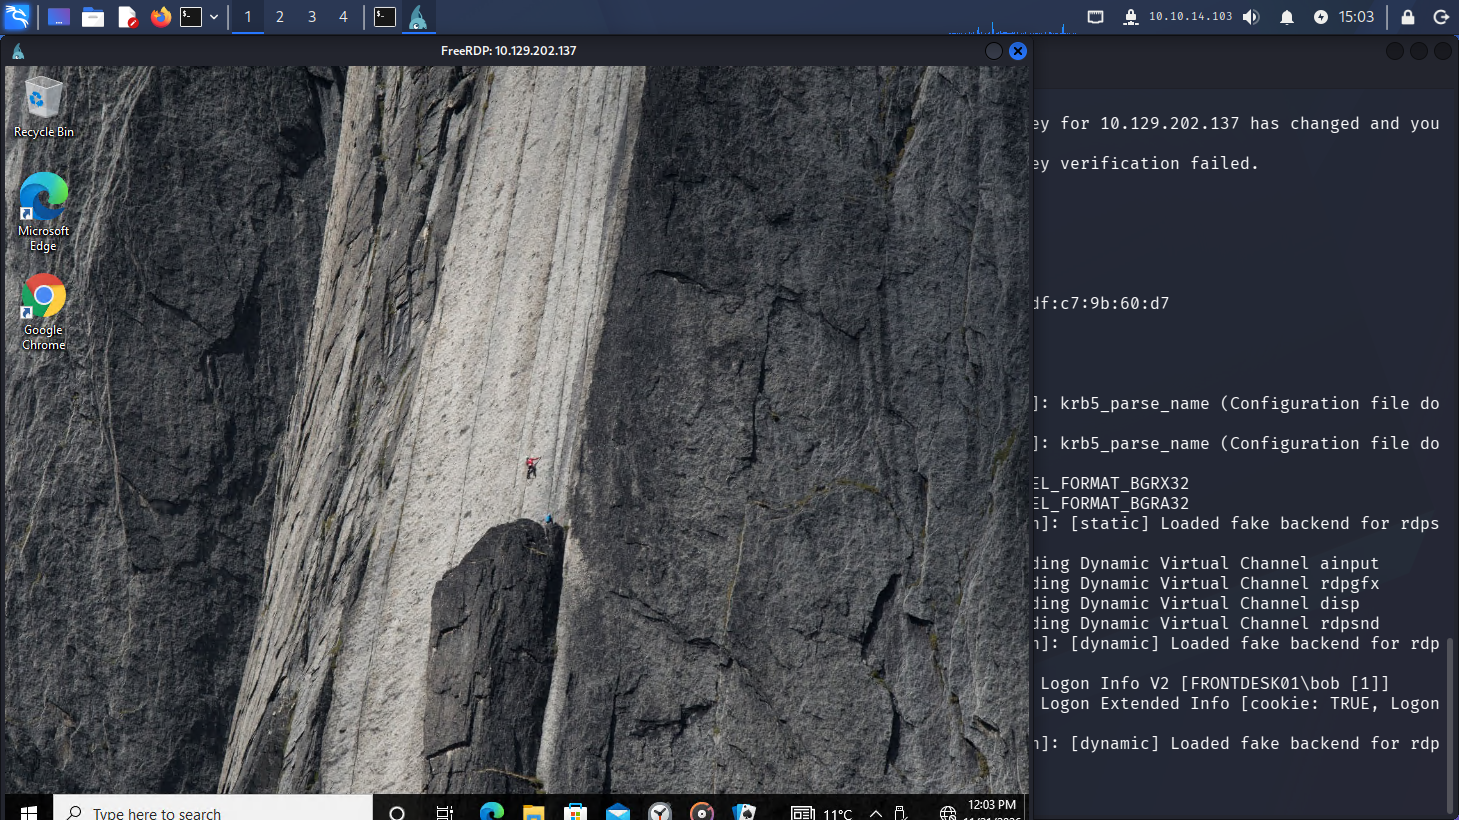 1 2 3 4
10.10.14.103
15:03
FreeRDP: 10.129.202.137
Recycle Bin
Microsoft
Edge
Google
Chrome
ey for 10.129.202.137 has changed and you
ey verification failed.
df:c7:9b:60:d7
]: krb5_parse_name (Configuration file do
]: krb5_parse_name (Configuration file do
EL_FORMAT_BGRX32
EL_FORMAT_BGRA32
n]: [static] Loaded fake backend for rdps
ding Dynamic Virtual Channel ainput
ding Dynamic Virtual Channel rdpgfx
ding Dynamic Virtual Channel disp
ding Dynamic Virtual Channel rdpsnd
n]: [dynamic] Loaded fake backend for rdp
Logon Info V2 [FRONTDESK01\bob [1]]
Logon Extended Info [cookie: TRUE, Logon
n]: [dynamic] Loaded fake backend for rdp
Type here to search
11°C
12:03 PM